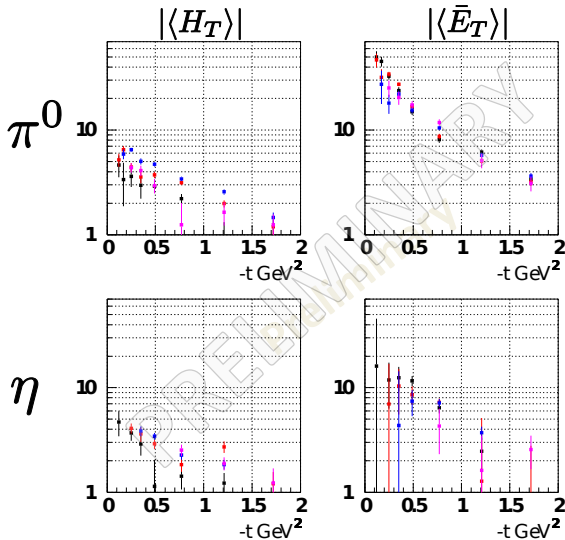 |⟨H_T⟩| |⟨Ē_T⟩|
π⁰
10
1
0 0.5 1 1.5 2
-t GeV²
10
1
0 0.5 1 1.5 2
-t GeV²
η
10
1
0 0.5 1 1.5 2
-t GeV²
10
1
0 0.5 1 1.5 2
-t GeV²
PRELIMINARY
Preliminary